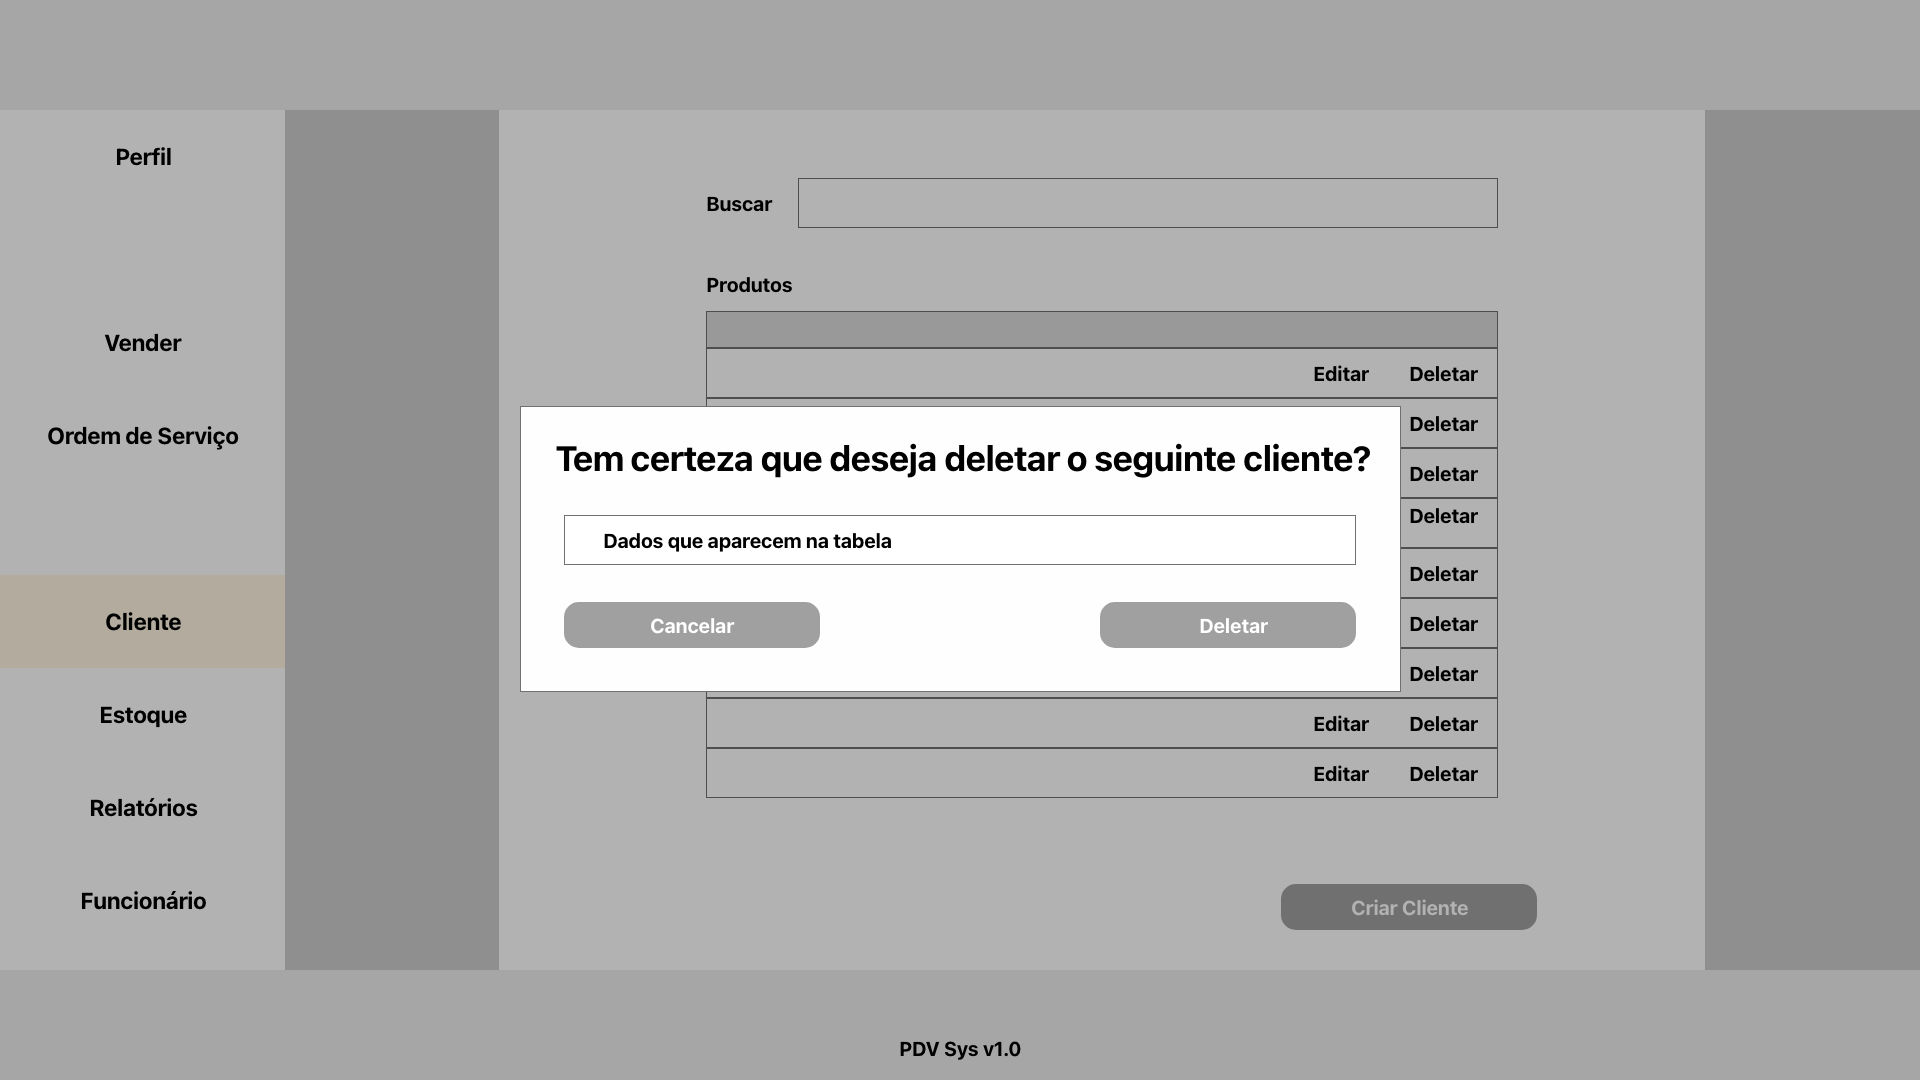 Perfil
Vender
Ordem de Serviço
Cliente
Estoque
Relatórios
Funcionário
Buscar
Produtos
Editar Deletar
Deletar
Deletar
Deletar
Deletar
Deletar
Deletar
Editar Deletar
Editar Deletar
Tem certeza que deseja deletar o seguinte cliente?
Dados que aparecem na tabela
Cancelar Deletar
Criar Cliente
PDV Sys v1.0